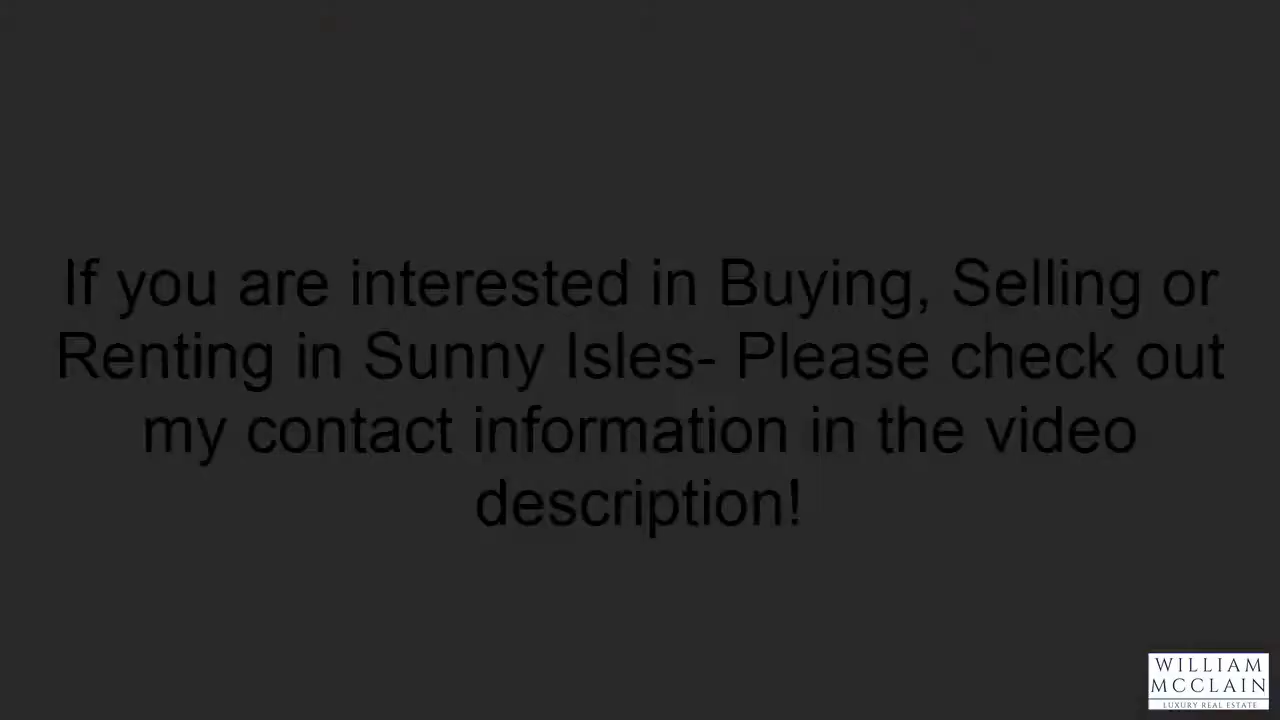 If you are interested in Buying, Selling or
Renting in Sunny Isles- Please check out
my contact information in the video
description!
WILLIAM
MCCLAIN
LUXURY REAL ESTATE